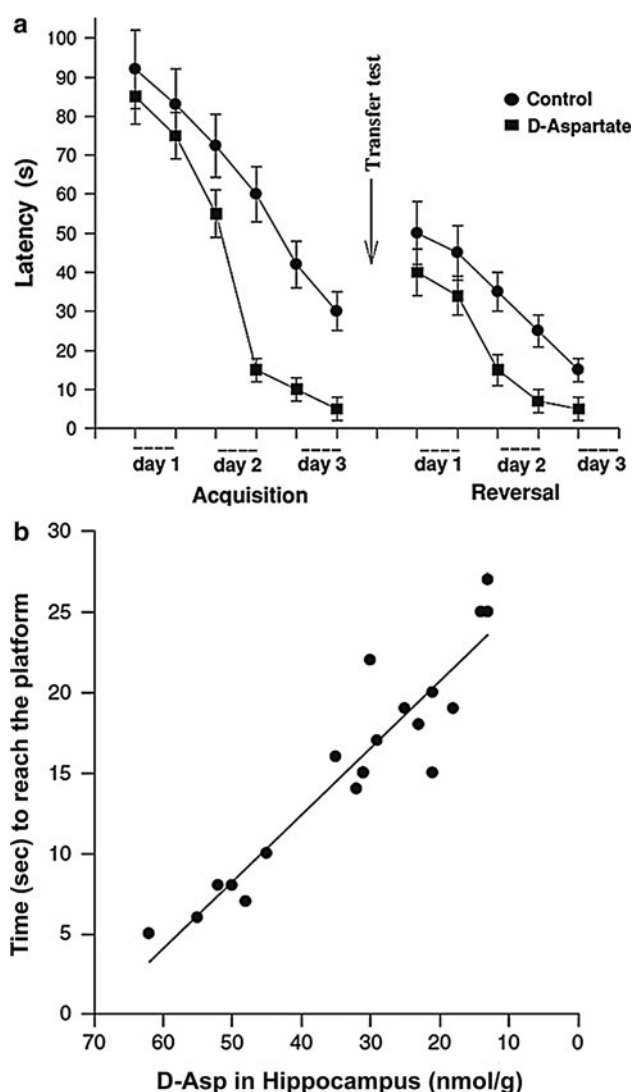 a
100
90
80
70
60
50
40
30
20
10
0
Latency (s)
Transfer test
Control
D-Aspartate
day 1 day 2 day 3 day 1 day 2 day 3
Acquisition Reversal
b
30
25
20
15
10
5
0
Time (sec) to reach the platform
70 60 50 40 30 20 10 0
D-Asp in Hippocampus (nmol/g)